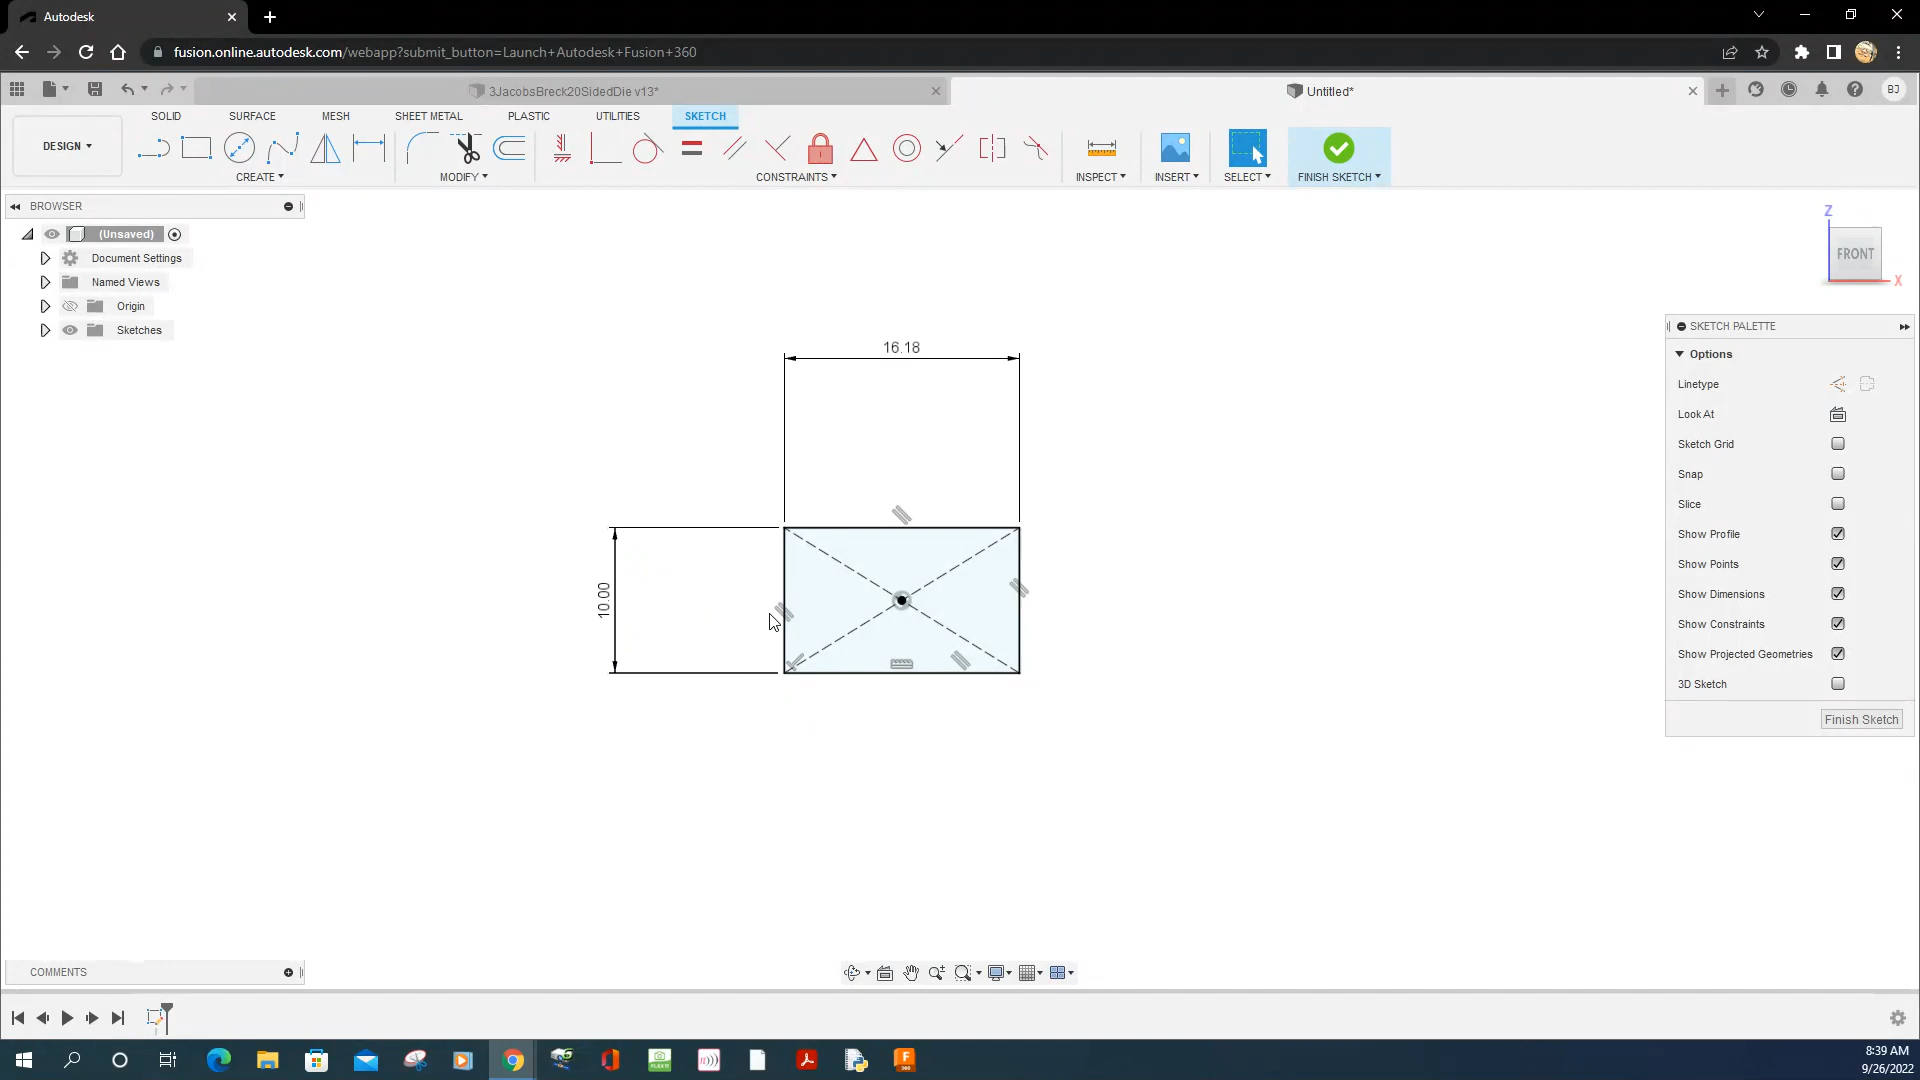 Autodesk
fusion.online.autodesk.com/webapp?submit_button=Launch+Autodesk+Fusion+360
3JacobsBreck20SidedDie v13*
Untitled*
BJ
DESIGN
SOLID
SURFACE
MESH
SHEET METAL
PLASTIC
UTILITIES
SKETCH
CREATE
MODIFY
CONSTRAINTS
INSPECT
INSERT
SELECT
FINISH SKETCH
BROWSER
(Unsaved)
Document Settings
Named Views
Origin
Sketches
Z
FRONT
X
16.18
10.00
SKETCH PALETTE
Options
Linetype
Look At
Sketch Grid
Snap
Slice
Show Profile
Show Points
Show Dimensions
Show Constraints
Show Projected Geometries
3D Sketch
Finish Sketch
COMMENTS
8:39 AM
9/26/2022